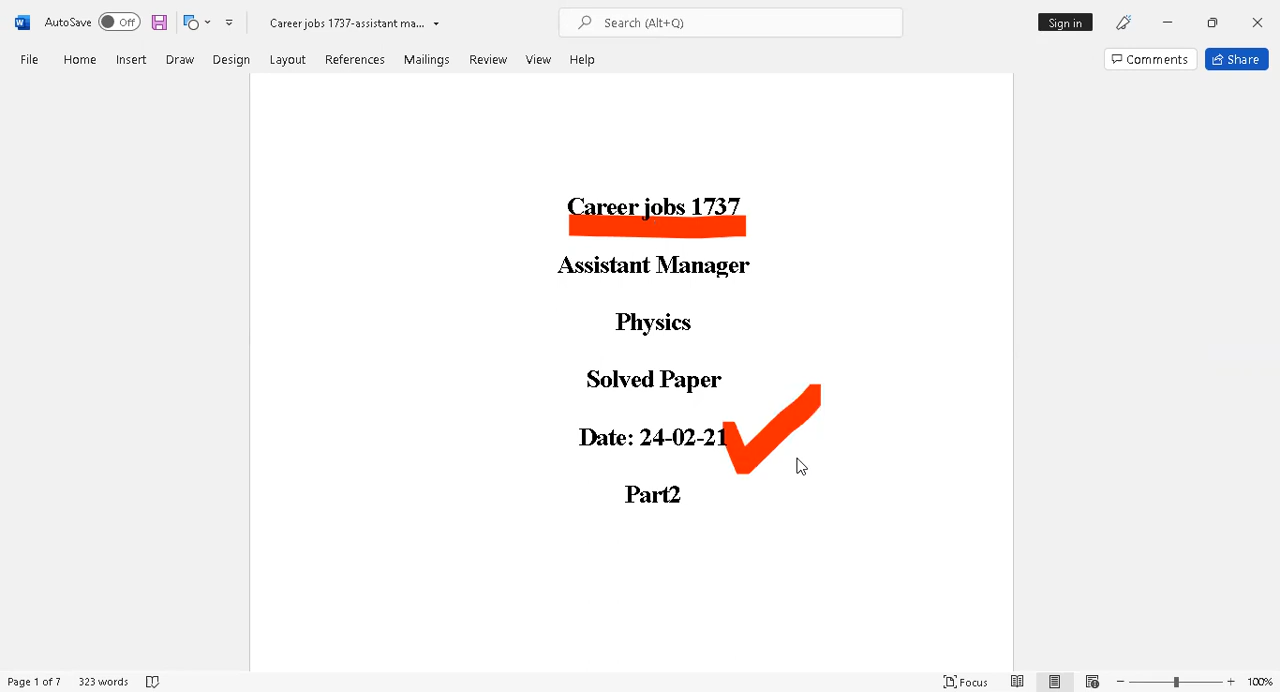 AutoSave Off Career jobs 1737-assistant ma... Search (Alt+Q) Sign in
File Home Insert Draw Design Layout References Mailings Review View Help Comments Share
Career jobs 1737
Assistant Manager
Physics
Solved Paper
Date: 24-02-21
Part2
Page 1 of 7 323 words Focus 100%